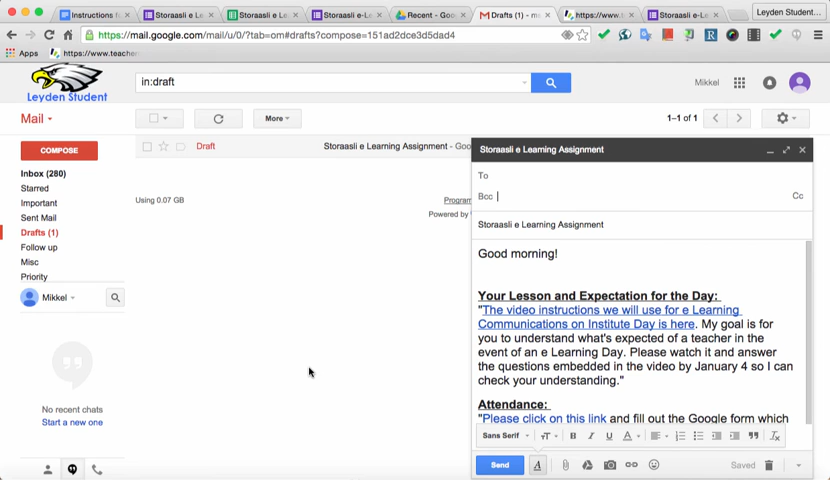 Instructions f
Storaasli e L
Storaasli e Le
Storaasli e-Le
Recent - Goo
Drafts (1) - m
https://www.t
Storaasli e-L
Leyden Student...
https://mail.google.com/mail/u/0/?tab=om#drafts?compose=151ad2dce3d5dad4
Apps
https://www.teache
Leyden Student
in:draft
Mikkel
Mail
More
1–1 of 1
COMPOSE
Draft
Storaasli e Learning Assignment - Goo
Inbox (280)
Starred
Important
Sent Mail
Drafts (1)
Follow up
Misc
Priority
Mikkel
Using 0.07 GB
Program
Powered by
No recent chats
Start a new one
Storaasli e Learning Assignment
To
Bcc
Cc
Storaasli e Learning Assignment
Good morning!
Your Lesson and Expectation for the Day:
"The video instructions we will use for e Learning
Communications on Institute Day is here. My goal is for
you to understand what's expected of a teacher in the
event of an e Learning Day. Please watch it and answer
the questions embedded in the video by January 4 so I can
check your understanding."
Attendance:
"Please click on this link and fill out the Google form which
Sans Serif
Send
Saved